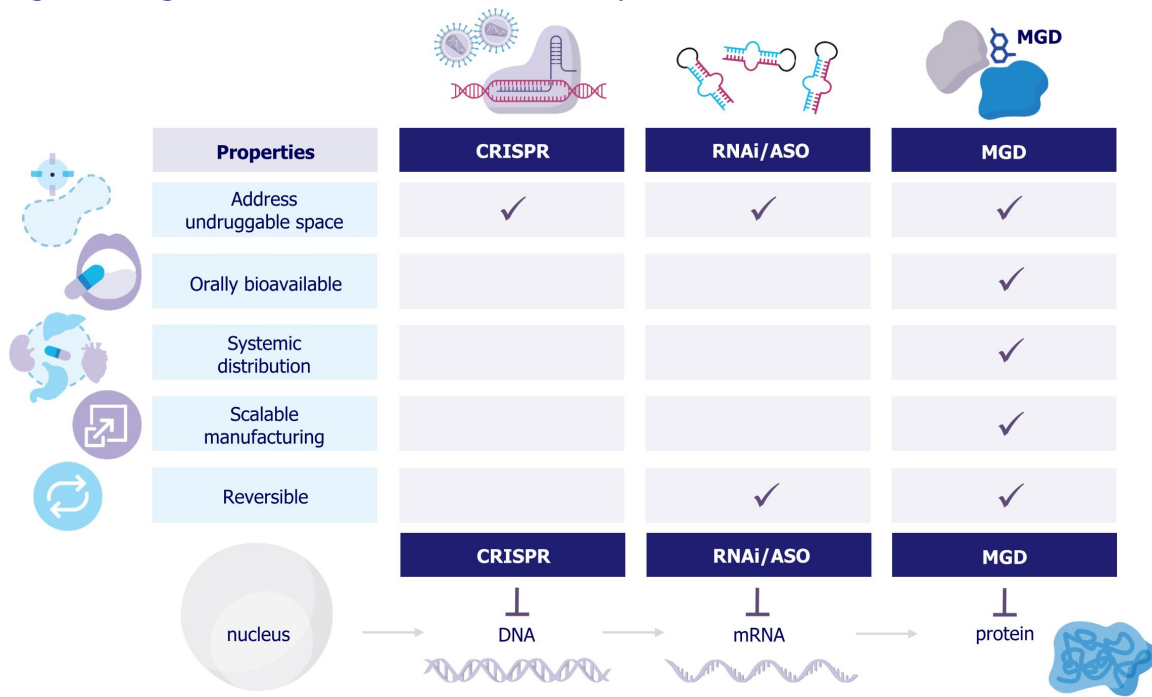 MGD
Properties
CRISPR
RNAi/ASO
MGD
Address
undruggable space
✓
✓
✓
Orally bioavailable
✓
Systemic
distribution
✓
Scalable
manufacturing
✓
Reversible
✓
✓
CRISPR
RNAi/ASO
MGD
nucleus
DNA
mRNA
protein